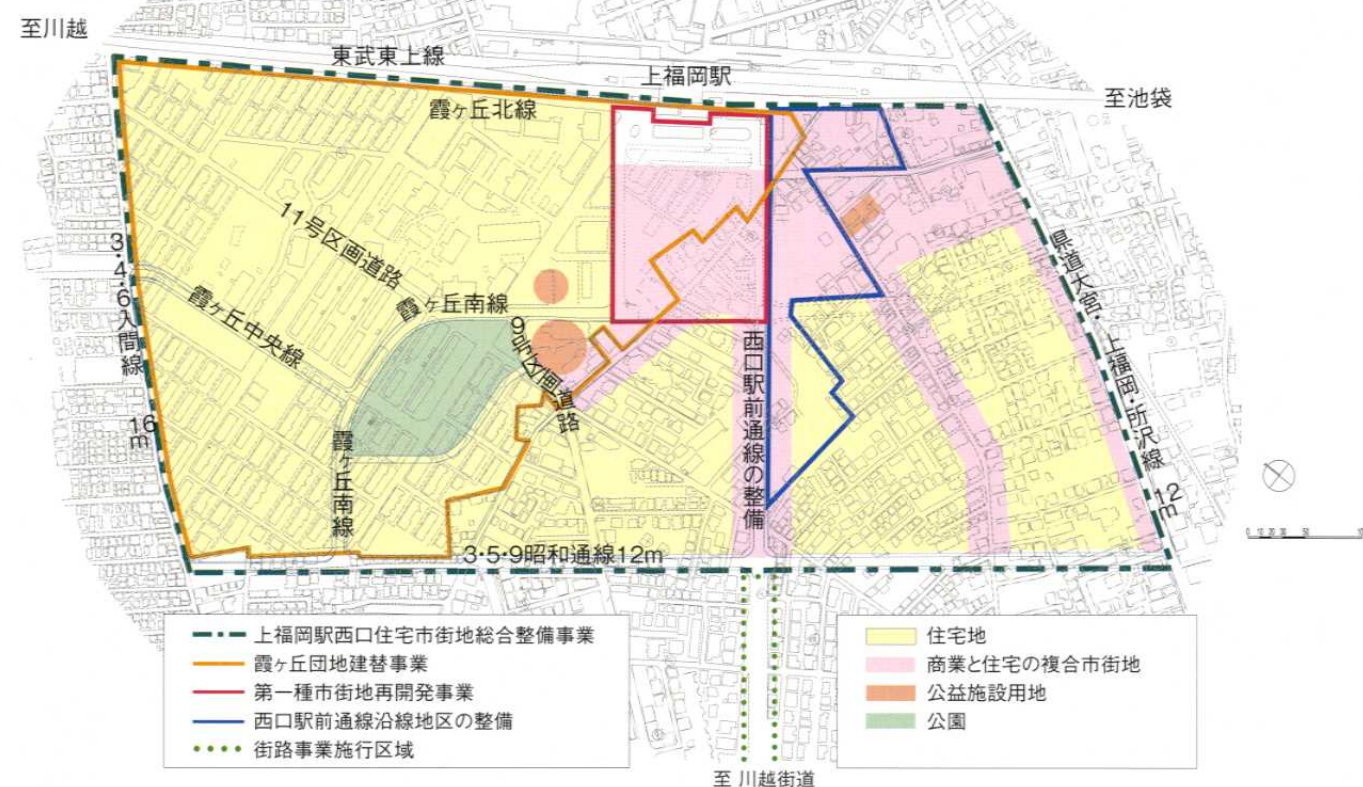 至川越
東武東上線
上福岡駅
至池袋
霞ヶ丘北線
11号区画道路
霞ヶ丘南線
3・4・6入間線
霞ヶ丘中央線
9号区画道路
県道大宮・上福岡・所沢線
西口駅前通線の整備
16m
霞ヶ丘南線
12m
3・5・9昭和通線12m
上福岡駅西口住宅市街地総合整備事業
霞ヶ丘団地建替事業
第一種市街地再開発事業
西口駅前通線沿線地区の整備
街路事業施行区域
住宅地
商業と住宅の複合市街地
公益施設用地
公園
至 川越街道